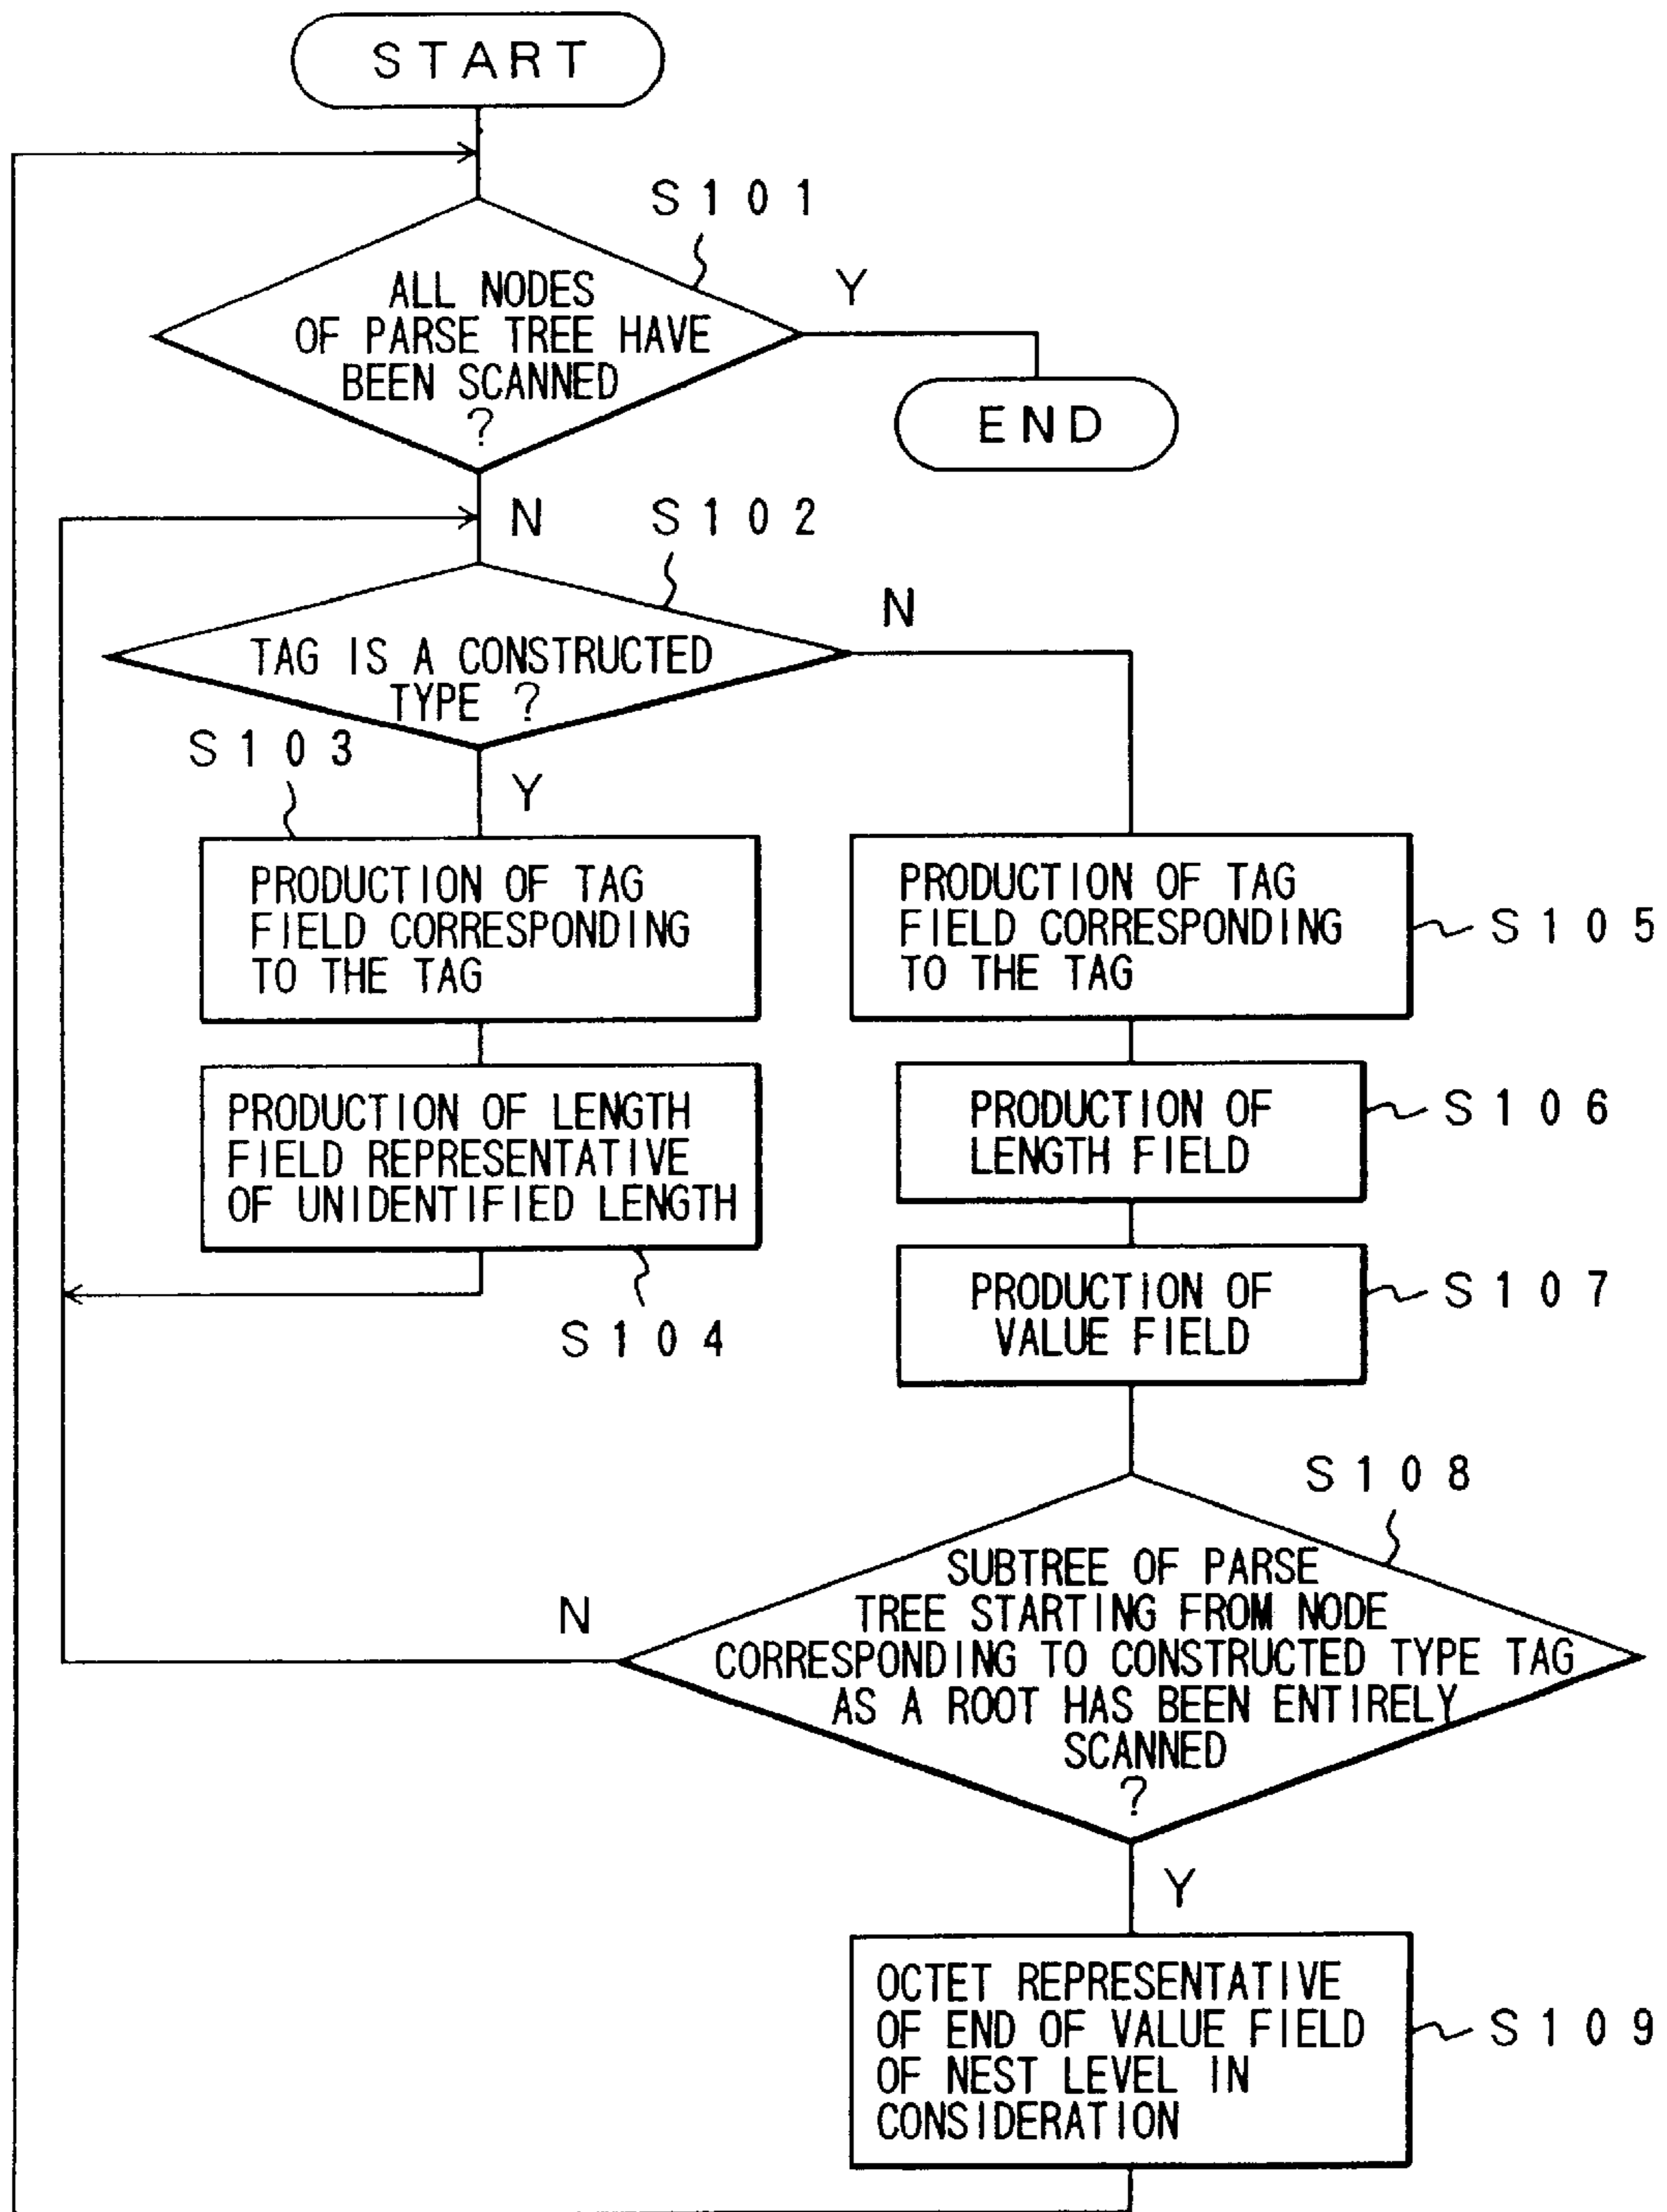 START
S101
ALL NODES
OF PARSE TREE HAVE
BEEN SCANNED
?
Y
END
N
S102
TAG IS A CONSTRUCTED
TYPE ?
N
S103
Y
PRODUCTION OF TAG
FIELD CORRESPONDING
TO THE TAG
PRODUCTION OF TAG
FIELD CORRESPONDING
TO THE TAG
S105
PRODUCTION OF LENGTH
FIELD REPRESENTATIVE
OF UNIDENTIFIED LENGTH
S104
PRODUCTION OF
LENGTH FIELD
S106
PRODUCTION OF
VALUE FIELD
S107
S108
SUBTREE OF PARSE
TREE STARTING FROM NODE
CORRESPONDING TO CONSTRUCTED TYPE TAG
AS A ROOT HAS BEEN ENTIRELY
SCANNED
?
N
Y
OCTET REPRESENTATIVE
OF END OF VALUE FIELD
OF NEST LEVEL IN
CONSIDERATION
S109